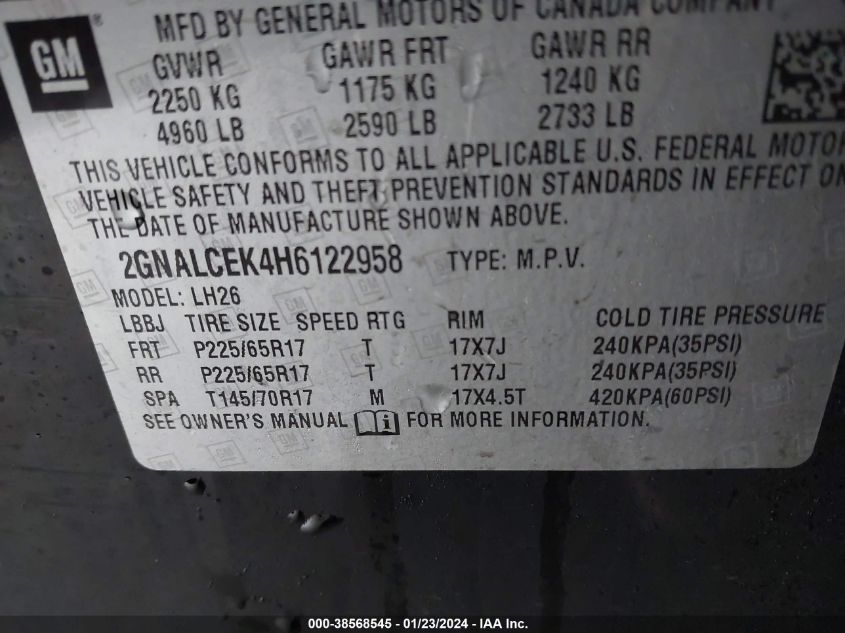 MFD BY GENERAL MOTORS OF CANADA COMPANY
GM ®
GVWR GAWR FRT GAWR RR
2250 KG 1175 KG 1240 KG
4960 LB 2590 LB 2733 LB
THIS VEHICLE CONFORMS TO ALL APPLICABLE U.S. FEDERAL MOTOR
VEHICLE SAFETY AND THEFT PREVENTION STANDARDS IN EFFECT ON
THE DATE OF MANUFACTURE SHOWN ABOVE.
2GNALCEK4H6122958 TYPE: M.P.V.
MODEL: LH26
LBBJ TIRE SIZE SPEED RTG RIM COLD TIRE PRESSURE
FRT P225/65R17 T 17X7J 240KPA(35PSI)
RR P225/65R17 T 17X7J 240KPA(35PSI)
SPA T145/70R17 M 17X4.5T 420KPA(60PSI)
SEE OWNER'S MANUAL FOR MORE INFORMATION.
000-38568545 - 01/23/2024 - IAA Inc.